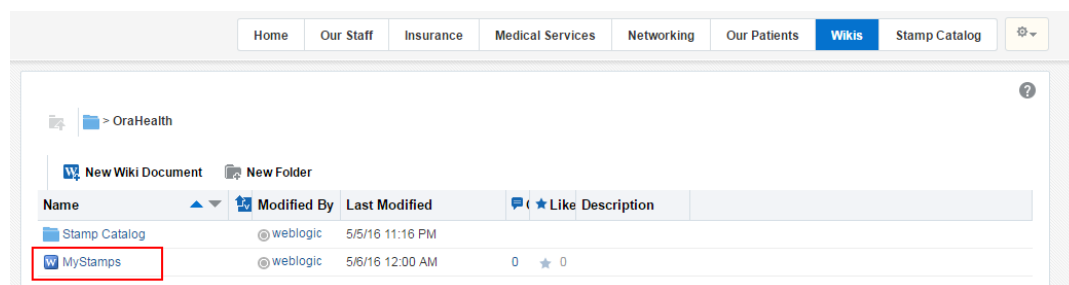 Home Our Staff Insurance Medical Services Networking Our Patients Wikis Stamp Catalog
> OraHealth
New Wiki Document New Folder
Name Modified By Last Modified ( Like Description
Stamp Catalog weblogic 5/5/16 11:16 PM
W MyStamps weblogic 5/6/16 12:00 AM 0 0